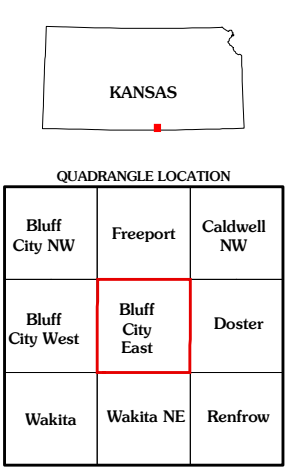 KANSAS
QUADRANGLE LOCATION
Bluff
City NW
Freeport
Caldwell
NW
Bluff
City West
Bluff
City
East
Doster
Wakita
Wakita NE
Renfrow